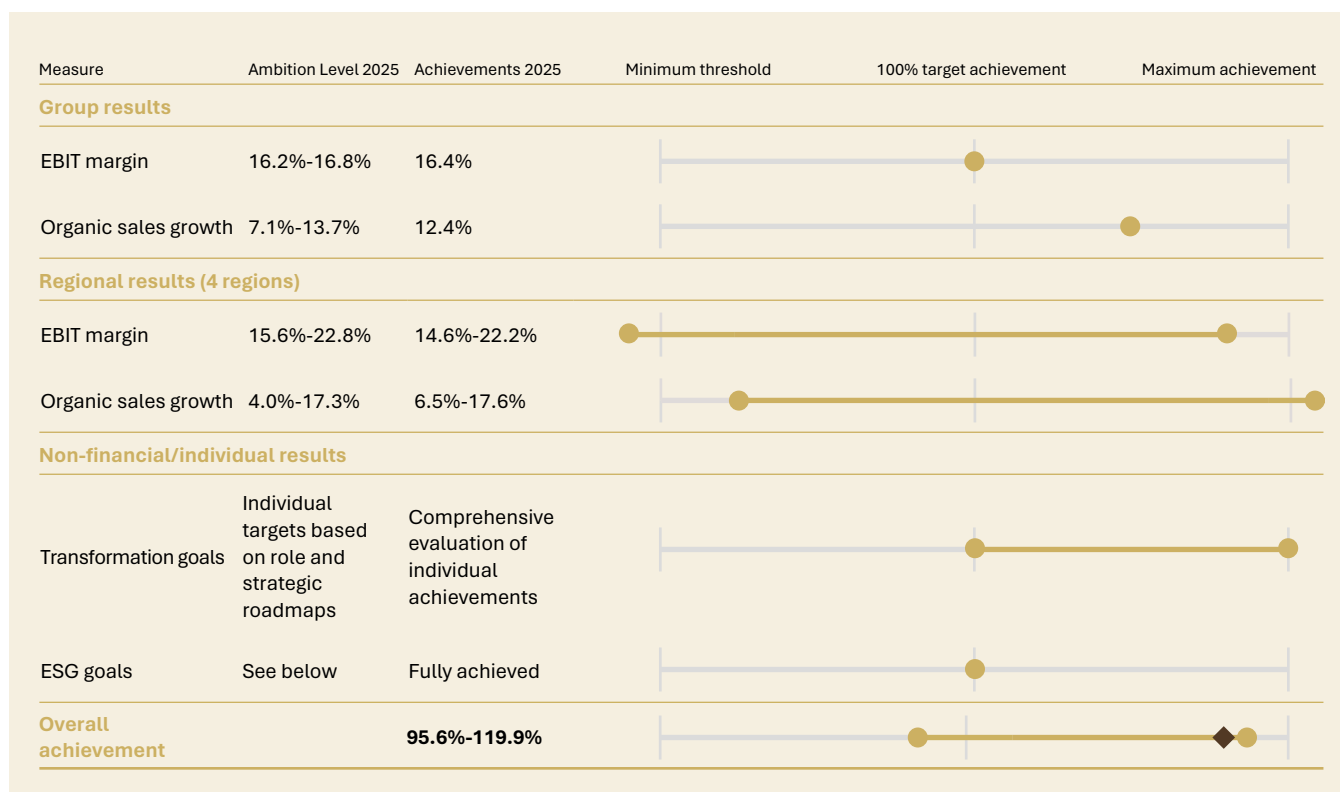 Measure Ambition Level 2025 Achievements 2025 Minimum threshold 100% target achievement Maximum achievement
Group results
EBIT margin 16.2%-16.8% 16.4%
Organic sales growth 7.1%-13.7% 12.4%
Regional results (4 regions)
EBIT margin 15.6%-22.8% 14.6%-22.2%
Organic sales growth 4.0%-17.3% 6.5%-17.6%
Non-financial/individual results
Transformation goals
Individual
targets based
on role and
strategic
roadmaps
Comprehensive
evaluation of
individual
achievements
ESG goals See below Fully achieved
Overall
achievement
95.6%-119.9%